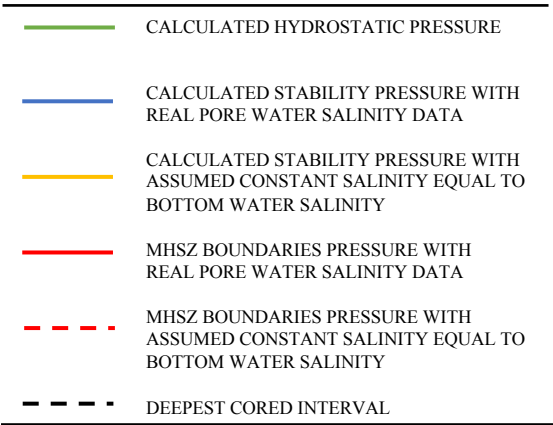 CALCULATED HYDROSTATIC PRESSURE
CALCULATED STABILITY PRESSURE WITH
REAL PORE WATER SALINITY DATA
CALCULATED STABILITY PRESSURE WITH
ASSUMED CONSTANT SALINITY EQUAL TO
BOTTOM WATER SALINITY
MHSZ BOUNDARIES PRESSURE WITH
REAL PORE WATER SALINITY DATA
MHSZ BOUNDARIES PRESSURE WITH
ASSUMED CONSTANT SALINITY EQUAL TO
BOTTOM WATER SALINITY
DEEPEST CORED INTERVAL